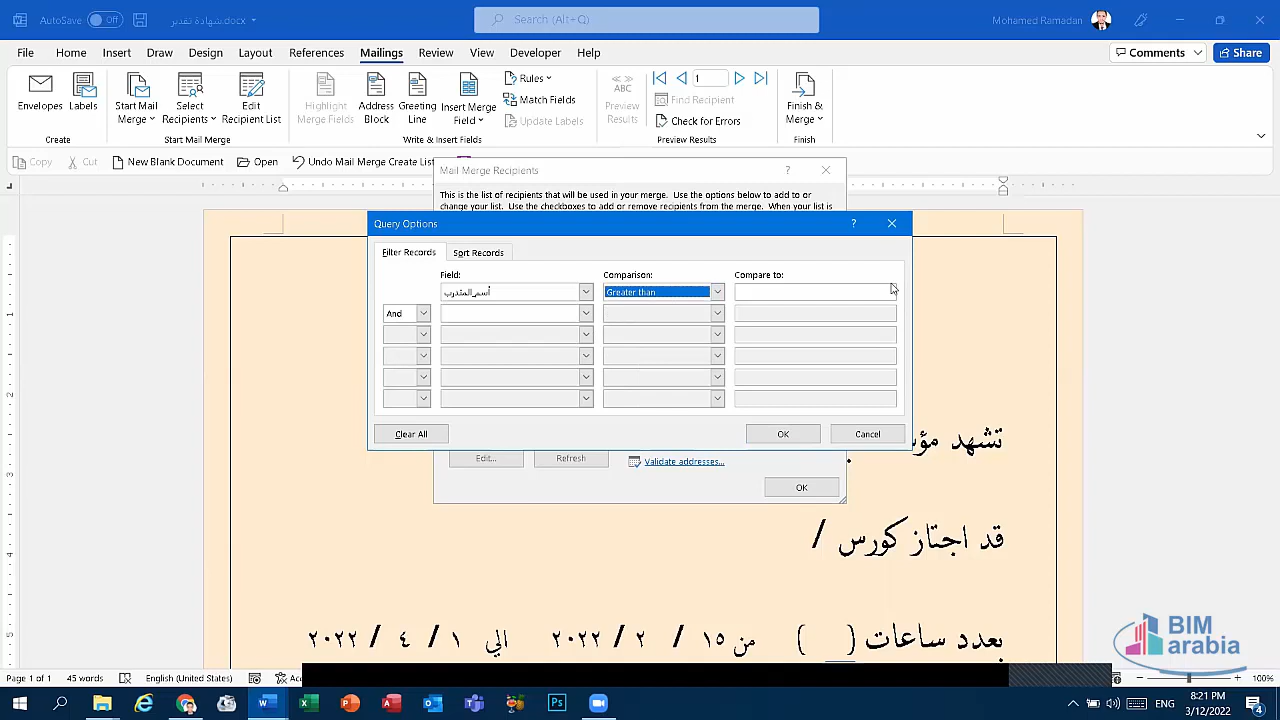 AutoSave Off شهادة تقدير.docx Search (Alt+Q) Mohamed Ramadan
File Home Insert Draw Design Layout References Mailings Review View Developer Help Comments Share
Envelopes Labels Start Mail Merge Select Recipients Edit Recipient List Highlight Merge Fields Address Block Greeting Line Insert Merge Field Rules Match Fields Update Labels ABC Preview Results 1 Find Recipient Check for Errors Finish & Merge
Create Start Mail Merge Write & Insert Fields Preview Results Finish
Copy Cut New Blank Document Open Undo Mail Merge Create List
Mail Merge Recipients ?
This is the list of recipients that will be used in your merge. Use the options below to add to or
change your list. Use the checkboxes to add or remove recipients from the merge. When your list is
Query Options ?
Filter Records Sort Records
Field: Comparison: Compare to:
أسم_المتدرب Greater than
And
Clear All OK Cancel
Edit... Refresh Validate addresses...
OK
تشهد
قد اجتاز كورس /
بعدد ساعات ( ) من ١٥ / ٢ / ٢٠٢٢ الي ١ / ٤ / ٢٠٢٢
BIM
arabia
Page 1 of 1 45 words English (United States) 100%
W X P A O T Ps ENG 8:21 PM
3/12/2022 4